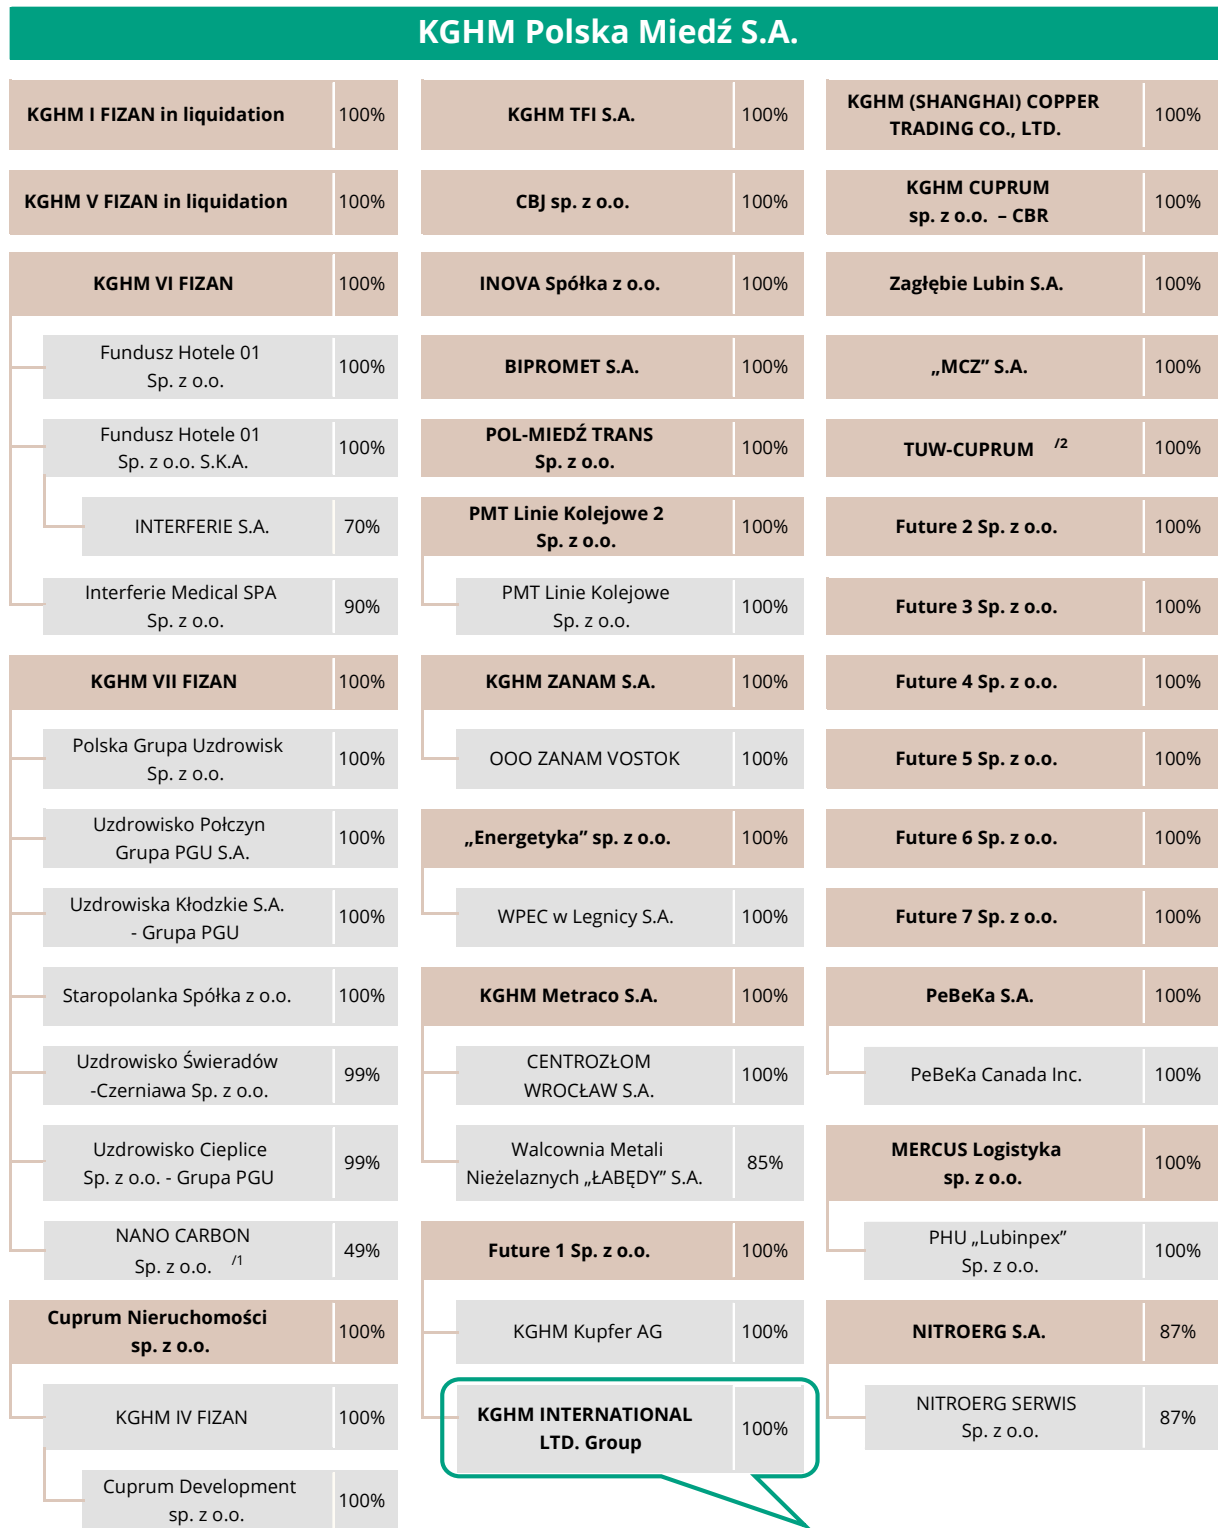 KGHM Polska Miedź S.A.
KGHM I FIZAN in liquidation 100%
KGHM V FIZAN in liquidation 100%
KGHM VI FIZAN 100%
Fundusz Hotele 01
Sp. z o.o. 100%
Fundusz Hotele 01
Sp. z o.o. S.K.A. 100%
INTERFERIE S.A. 70%
Interferie Medical SPA
Sp. z o.o. 90%
KGHM VII FIZAN 100%
Polska Grupa Uzdrowisk
Sp. z o.o. 100%
Uzdrowisko Połczyn
Grupa PGU S.A. 100%
Uzdrowiska Kłodzkie S.A.
- Grupa PGU 100%
Staropolanka Spółka z o.o. 100%
Uzdrowisko Świeradów
-Czerniawa Sp. z o.o. 99%
Uzdrowisko Cieplice
Sp. z o.o. - Grupa PGU 99%
NANO CARBON
Sp. z o.o. /1 49%
Cuprum Nieruchomości
sp. z o.o. 100%
KGHM IV FIZAN 100%
Cuprum Development
sp. z o.o. 100%
KGHM TFI S.A. 100%
CBJ sp. z o.o. 100%
INOVA Spółka z o.o. 100%
BIPROMET S.A. 100%
POL-MIEDŹ TRANS
Sp. z o.o. 100%
PMT Linie Kolejowe 2
Sp. z o.o. 100%
PMT Linie Kolejowe
Sp. z o.o. 100%
KGHM ZANAM S.A. 100%
OOO ZANAM VOSTOK 100%
„Energetyka” sp. z o.o. 100%
WPEC w Legnicy S.A. 100%
KGHM Metraco S.A. 100%
CENTROZŁOM
WROCŁAW S.A. 100%
Walcownia Metali
Nieżelaznych „ŁABĘDY” S.A. 85%
Future 1 Sp. z o.o. 100%
KGHM Kupfer AG 100%
KGHM INTERNATIONAL
LTD. Group 100%
KGHM (SHANGHAI) COPPER
TRADING CO., LTD. 100%
KGHM CUPRUM
sp. z o.o. – CBR 100%
Zagłębie Lubin S.A. 100%
„MCZ” S.A. 100%
TUW-CUPRUM /2 100%
Future 2 Sp. z o.o. 100%
Future 3 Sp. z o.o. 100%
Future 4 Sp. z o.o. 100%
Future 5 Sp. z o.o. 100%
Future 6 Sp. z o.o. 100%
Future 7 Sp. z o.o. 100%
PeBeKa S.A. 100%
PeBeKa Canada Inc. 100%
MERCUS Logistyka
sp. z o.o. 100%
PHU „Lubinpex”
Sp. z o.o. 100%
NITROERG S.A. 87%
NITROERG SERWIS
Sp. z o.o. 87%